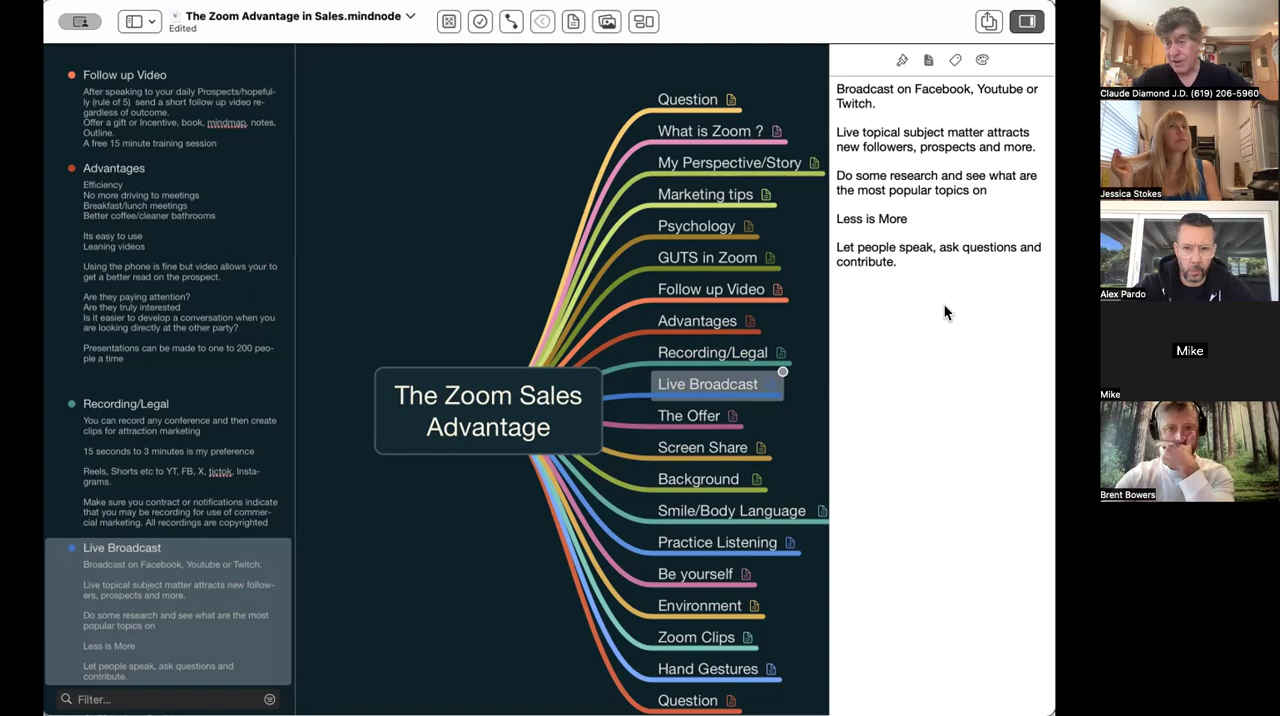 The Zoom Advantage in Sales.mindnode
Edited
Follow up Video
After speaking to your daily Prospects/hopeful-
ly (rule of 5) send a short follow up video re-
gardless of outcome.
Offer a gift or Incentive, book, mindmap, notes,
Outline.
A free 15 minute training session
Advantages
Efficiency
No more driving to meetings
Breakfast/lunch meetings
Better coffee/cleaner bathrooms
Its easy to use
Leaning videos
Using the phone is fine but video allows your to
get a better read on the prospect.
Are they paying attention?
Are they truly interested
Is it easier to develop a conversation when you
are looking directly at the other party?
Presentations can be made to one to 200 peo-
ple a time
Recording/Legal
You can record any conference and then create
clips for attraction marketing
15 seconds to 3 minutes is my preference
Reels, Shorts etc to YT, FB, X, tictok, Insta-
grams.
Make sure you contract or notifications indicate
that you may be recording for use of commer-
cial marketing. All recordings are copyrighted
Live Broadcast
Broadcast on Facebook, Youtube or Twitch.
Live topical subject matter attracts new follow-
ers, prospects and more.
Do some research and see what are the most
popular topics on
Less is More
Let people speak, ask questions and
contribute.
Filter...
The Zoom Sales
Advantage
Question
What is Zoom ?
My Perspective/Story
Marketing tips
Psychology
GUTS in Zoom
Follow up Video
Advantages
Recording/Legal
Live Broadcast
The Offer
Screen Share
Background
Smile/Body Language
Practice Listening
Be yourself
Environment
Zoom Clips
Hand Gestures
Question
Broadcast on Facebook, Youtube or
Twitch.
Live topical subject matter attracts
new followers, prospects and more.
Do some research and see what are
the most popular topics on
Less is More
Let people speak, ask questions and
contribute.
Claude Diamond J.D. (619) 206-5960
Jessica Stokes
Alex Pardo
Mike
Mike
Brent Bowers